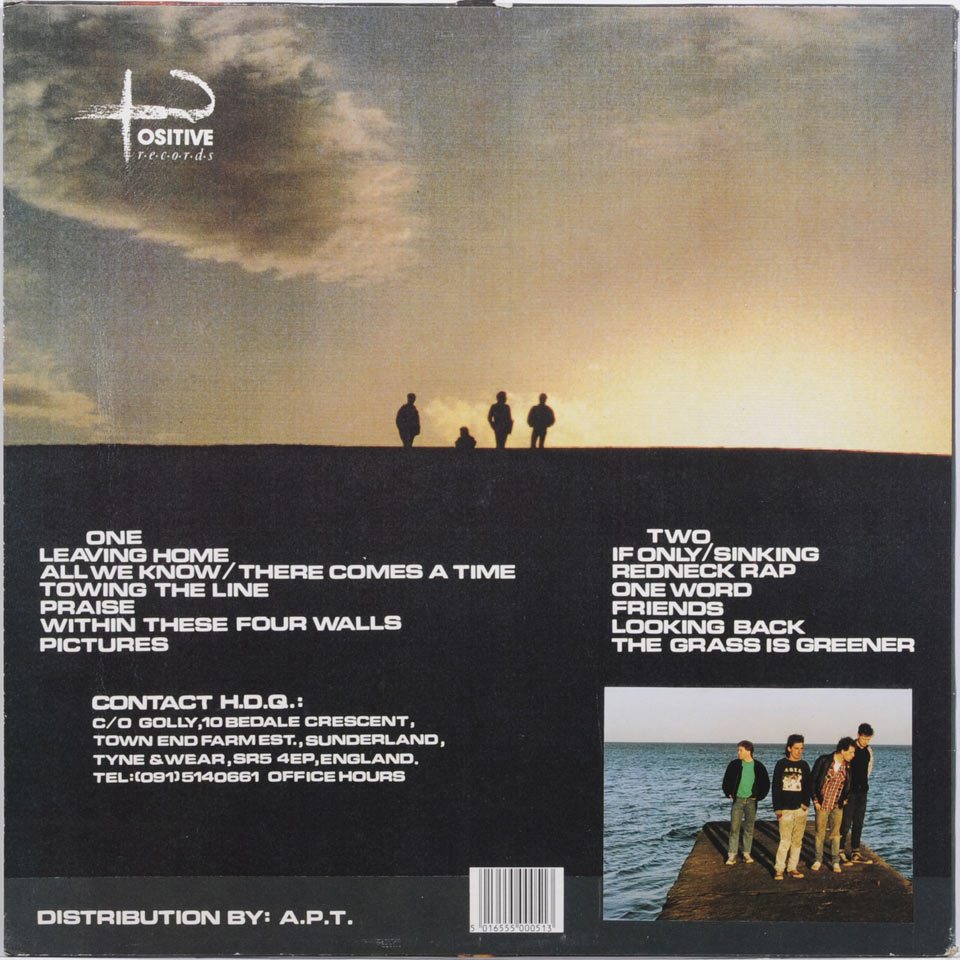 POSITIVE
r·e·c·o·r·d·s
ONE
LEAVING HOME
ALL WE KNOW/THERE COMES A TIME
TOWING THE LINE
PRAISE
WITHIN THESE FOUR WALLS
PICTURES
TWO
IF ONLY/SINKING
REDNECK RAP
ONE WORD
FRIENDS
LOOKING BACK
THE GRASS IS GREENER
CONTACT H.D.Q.:
C/O GOLLY,10 BEDALE CRESCENT,
TOWN END FARM EST., SUNDERLAND,
TYNE & WEAR, SR5 4EP, ENGLAND.
TEL:(091)5140661 OFFICE HOURS
DISTRIBUTION BY: A.P.T.
5 016555 000513